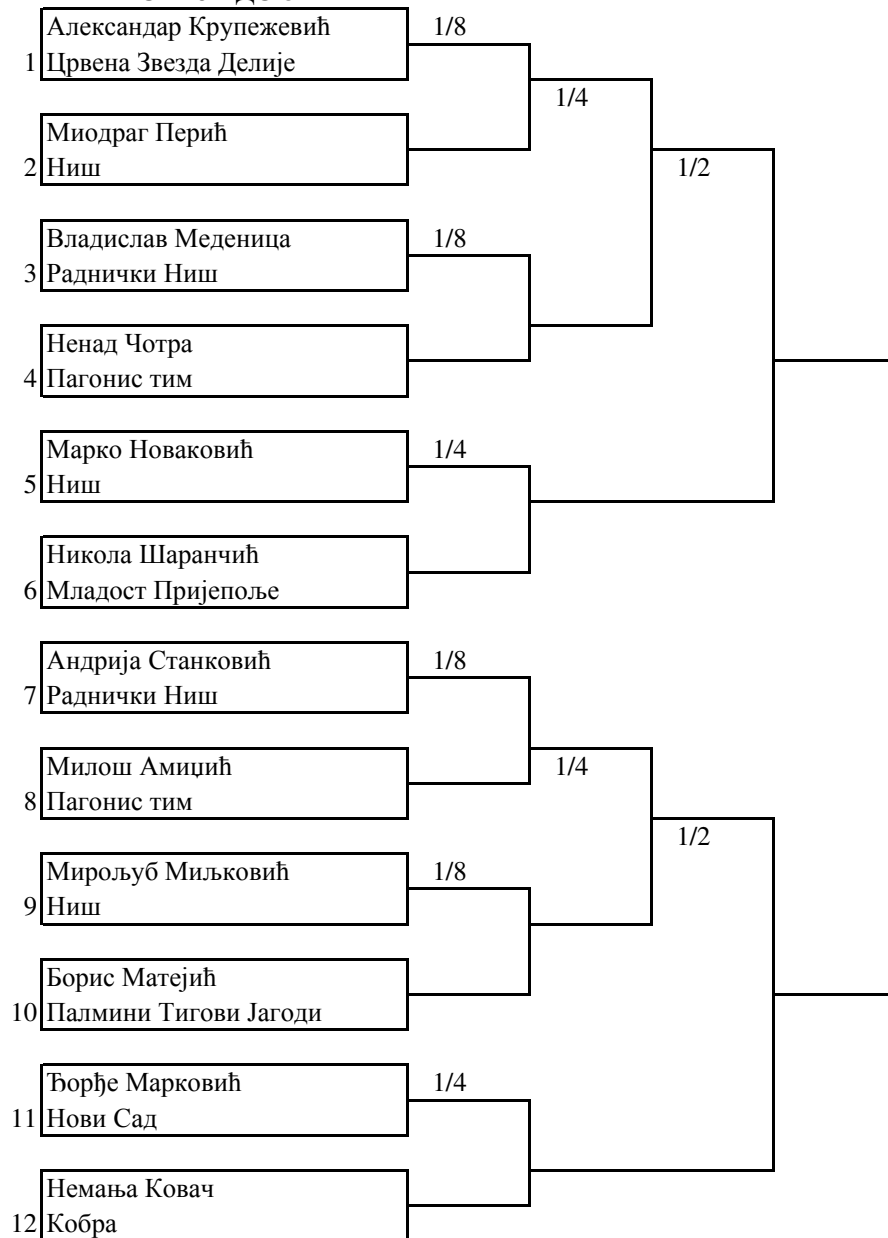 Александар Крупежевић
1/8
1 Црвена Звезда Делије
1/4
Миодраг Перић
2 Ниш
1/2
Владислав Меденица
1/8
3 Раднички Ниш
Ненад Чотра
4 Пагонис тим
Марко Новаковић
1/4
5 Ниш
Никола Шаранчић
6 Младост Пријепоље
Андрија Станковић
1/8
7 Раднички Ниш
Милош Амиџић
1/4
8 Пагонис тим
1/2
Мирољуб Миљковић
1/8
9 Ниш
Борис Матејић
10 Палмини Тигови Јагоди
Ђорђе Марковић
1/4
11 Нови Сад
Немања Ковач
12 Кобра